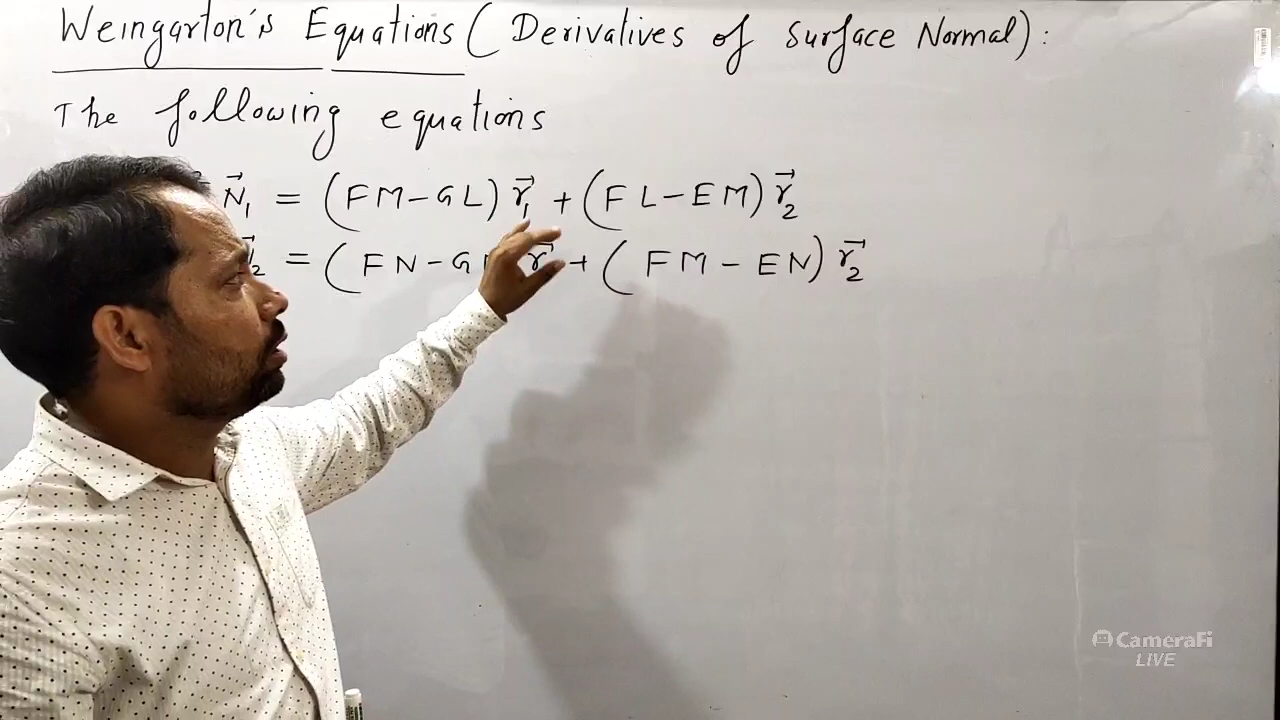 Weingarton's Equations ( Derivatives of Surface Normal) :
The following equations
N⃗₁ = (FM-GL) r⃗₁ + (FL-EM) r⃗₂
₂ = ( FN-G r⃗ + ( FM - EN) r⃗₂
CameraFi
LIVE